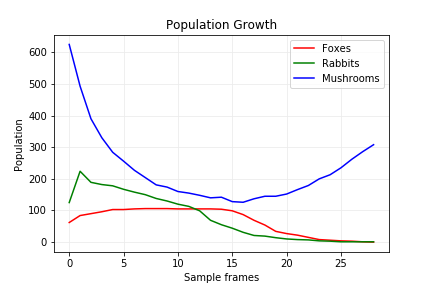 Population Growth
Foxes
Rabbits
Mushrooms
Population
600
500
400
300
200
100
0
0 5 10 15 20 25
Sample frames